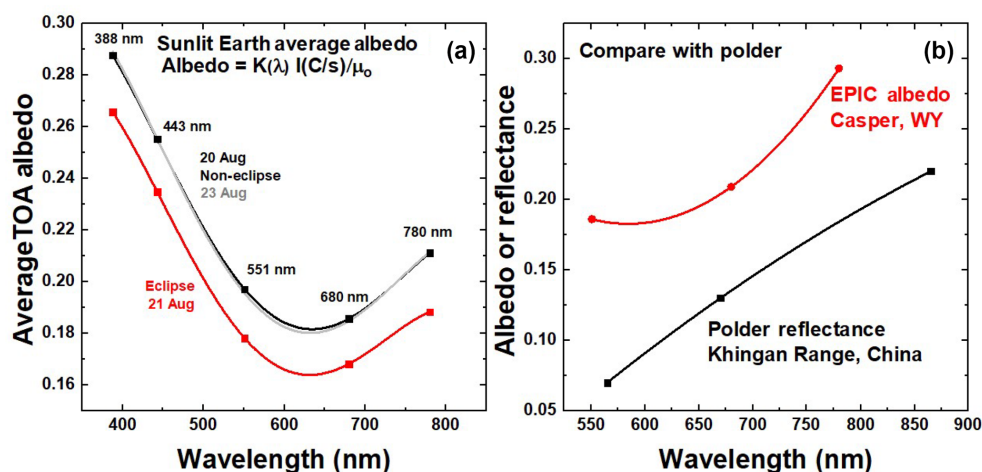 0.30
0.28
0.26
0.24
0.22
0.20
0.18
0.16
AverageTOA albedo
388 nm
Sunlit Earth average albedo
(a)
Albedo = K(λ) I(C/s)/μo
443 nm
20 Aug
Non-eclipse
23 Aug
551 nm
780 nm
680 nm
Eclipse
21 Aug
400
500
600
700
800
Wavelength (nm)
0.30
0.25
0.20
0.15
0.10
0.05
Albedo or reflectance
Compare with polder
(b)
EPIC albedo
Casper, WY
Polder reflectance
Khingan Range, China
550
600
650
700
750
800
850
900
Wavelength (nm)